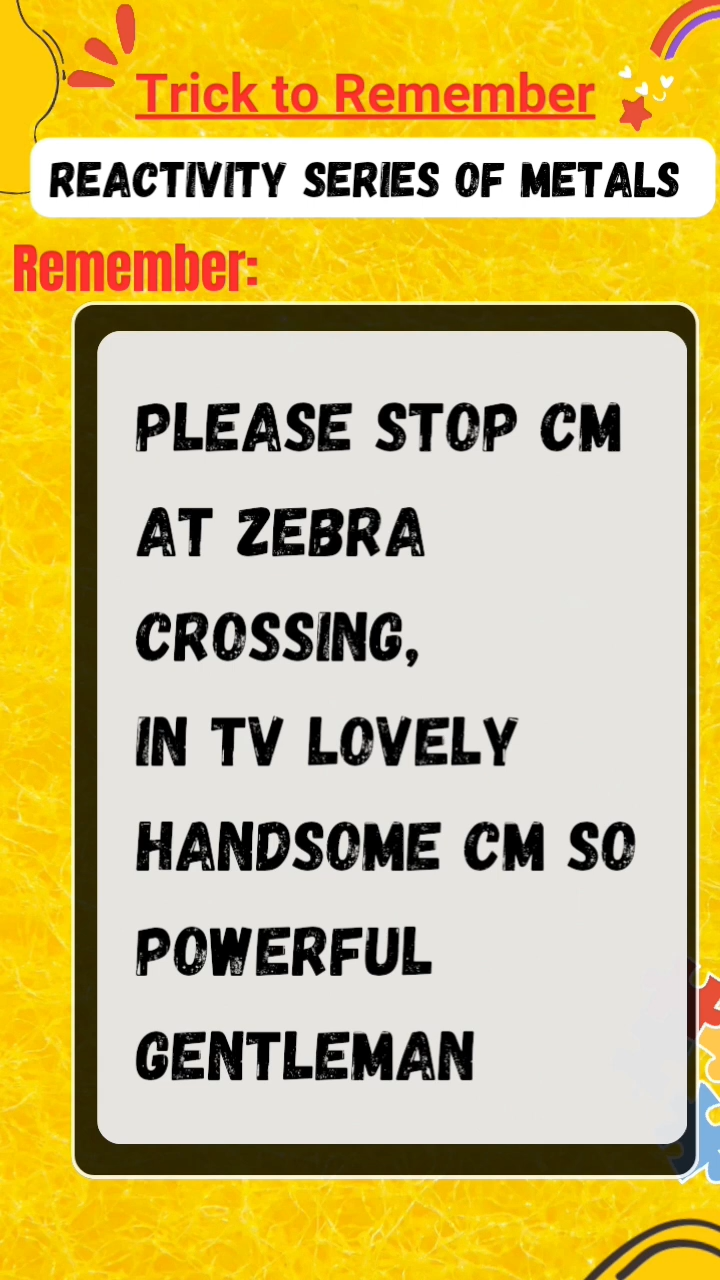 Trick to Remember
REACTIVITY SERIES OF METALS
Remember:
PLEASE STOP CM
AT ZEBRA
CROSSING,
IN TV LOVELY
HANDSOME CM SO
POWERFUL
GENTLEMAN